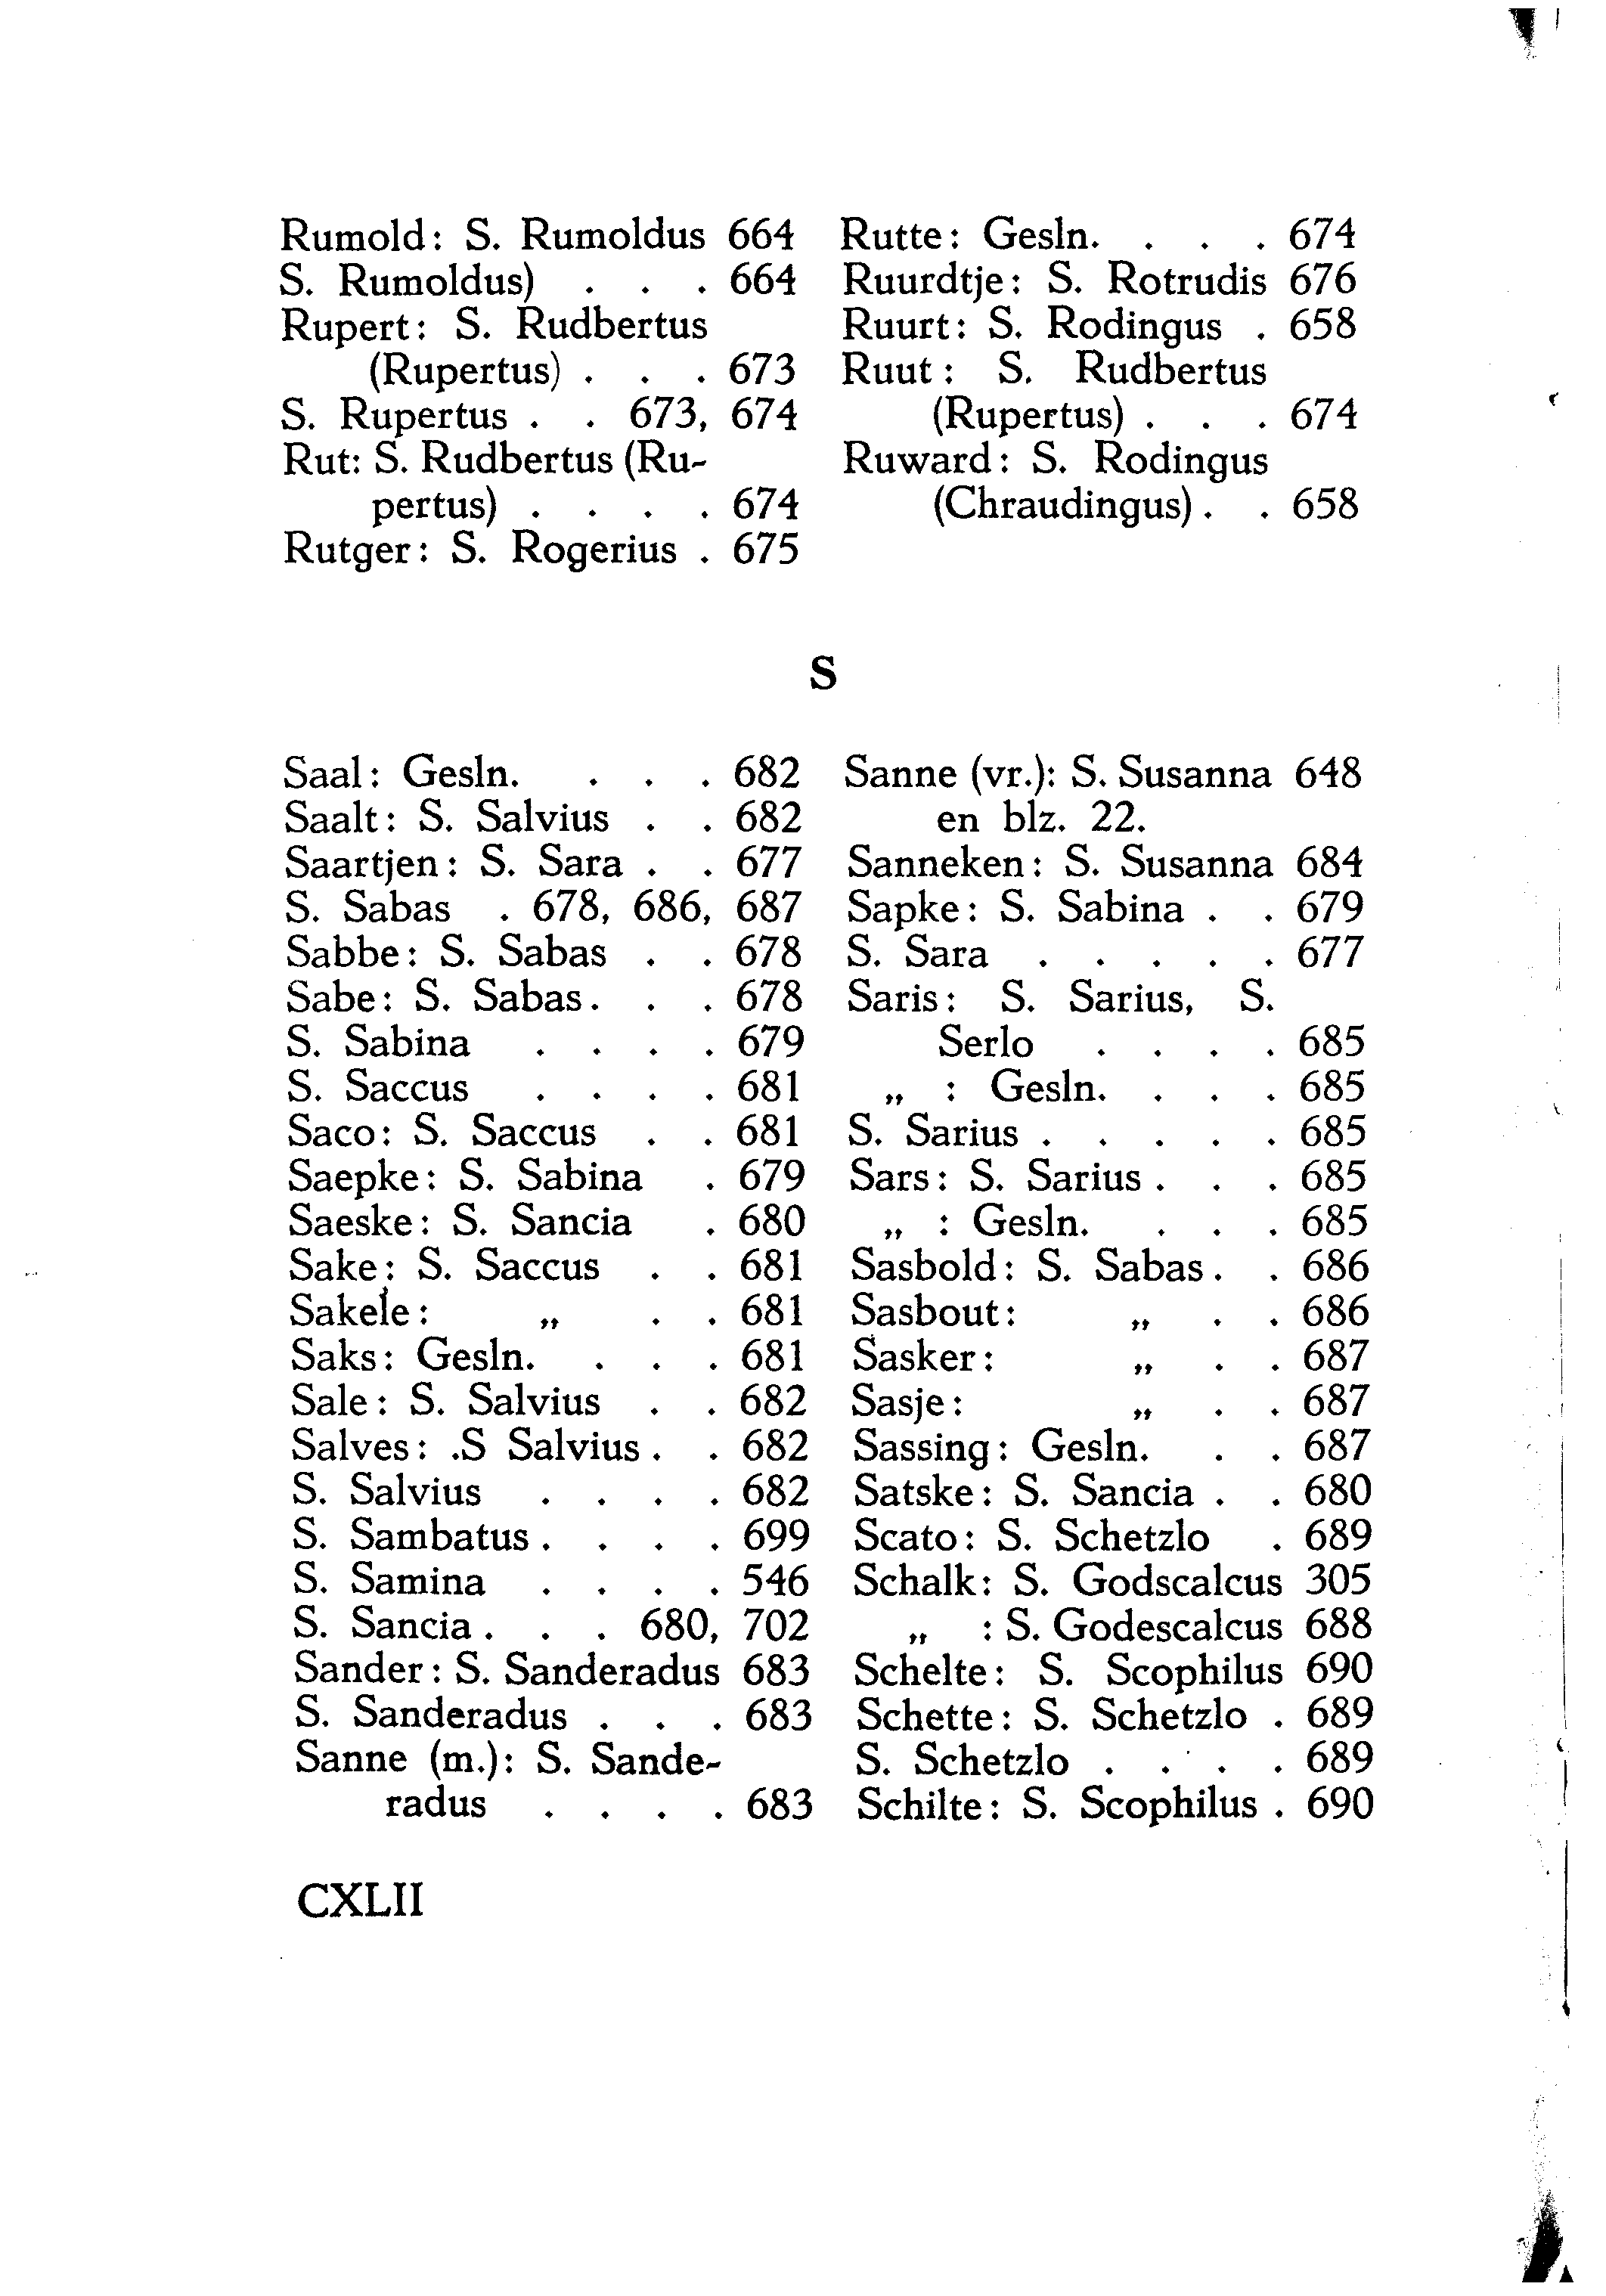 Rumold: S. Rumoldus 664
S. Rumoldus) . . . 664
Rupert: S. Rudbertus
(Rupertus) . . . 673
S. Rupertus . . 673, 674
Rut: S. Rudbertus (Ru-
pertus) . . . . 674
Rutger: S. Rogerius . 675
Rutte: Gesln. . . . 674
Ruurdtje: S. Rotrudis 676
Ruurt: S. Rodingus . 658
Ruut: S. Rudbertus
(Rupertus) . . . 674
Ruward: S. Rodingus
(Chraudingus) . . 658
S
Saal: Gesln. . . . 682
Saalt: S. Salvius . . 682
Saartjen: S. Sara . . 677
S. Sabas . 678, 686, 687
Sabbe: S. Sabas . . 678
Sabe: S. Sabas . . . 678
S. Sabina . . . . 679
S. Saccus . . . . 681
Saco: S. Saccus . . 681
Saepke: S. Sabina . 679
Saeske: S. Sancia . 680
Sake: S. Saccus . . 681
Sakele: „ . . 681
Saks: Gesln. . . . 681
Sale: S. Salvius . . 682
Salves: .S Salvius . . 682
S. Salvius . . . . 682
S. Sambatus . . . . 699
S. Samina . . . . 546
S. Sancia . . . 680, 702
Sander: S. Sanderadus 683
S. Sanderadus . . . 683
Sanne (m.): S. Sande-
radus . . . . 683
Sanne (vr.): S. Susanna 648
en blz. 22.
Sanneken: S. Susanna 684
Sapke: S. Sabina . . 679
S. Sara . . . . . 677
Saris: S. Sarius, S.
Serlo . . . . 685
„ : Gesln. . . . 685
S. Sarius . . . . . 685
Sars: S. Sarius . . . 685
„ : Gesln. . . . 685
Sasbold: S. Sabas . . 686
Sasbout: „ . . 686
Sasker: „ . . 687
Sasje: „ . . 687
Sassing: Gesln. . . 687
Satske: S. Sancia . . 680
Scato: S. Schetzlo . 689
Schalk: S. Godscalcus 305
„ : S. Godescalcus 688
Schelte: S. Scophilus 690
Schette: S. Schetzlo . 689
S. Schetzlo . . . . 689
Schilte: S. Scophilus . 690
CXLII